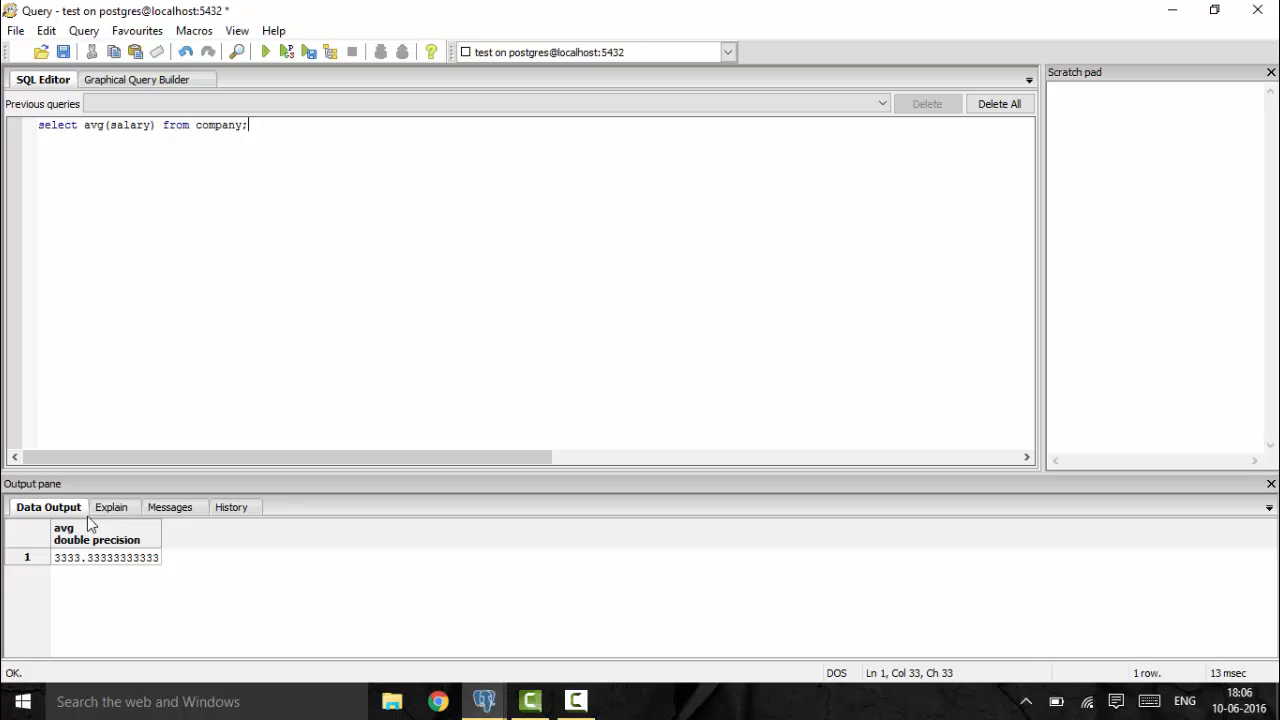 Query - test on postgres@localhost:5432 *
File Edit Query Favourites Macros View Help
test on postgres@localhost:5432
SQL Editor Graphical Query Builder
Scratch pad
Previous queries Delete Delete All
select avg(salary) from company;
Output pane
Data Output Explain Messages History
avg
double precision
1 3333.33333333333
OK. DOS Ln 1, Col 33, Ch 33 1 row. 13 msec
Search the web and Windows
ENG
18:06
10-06-2016